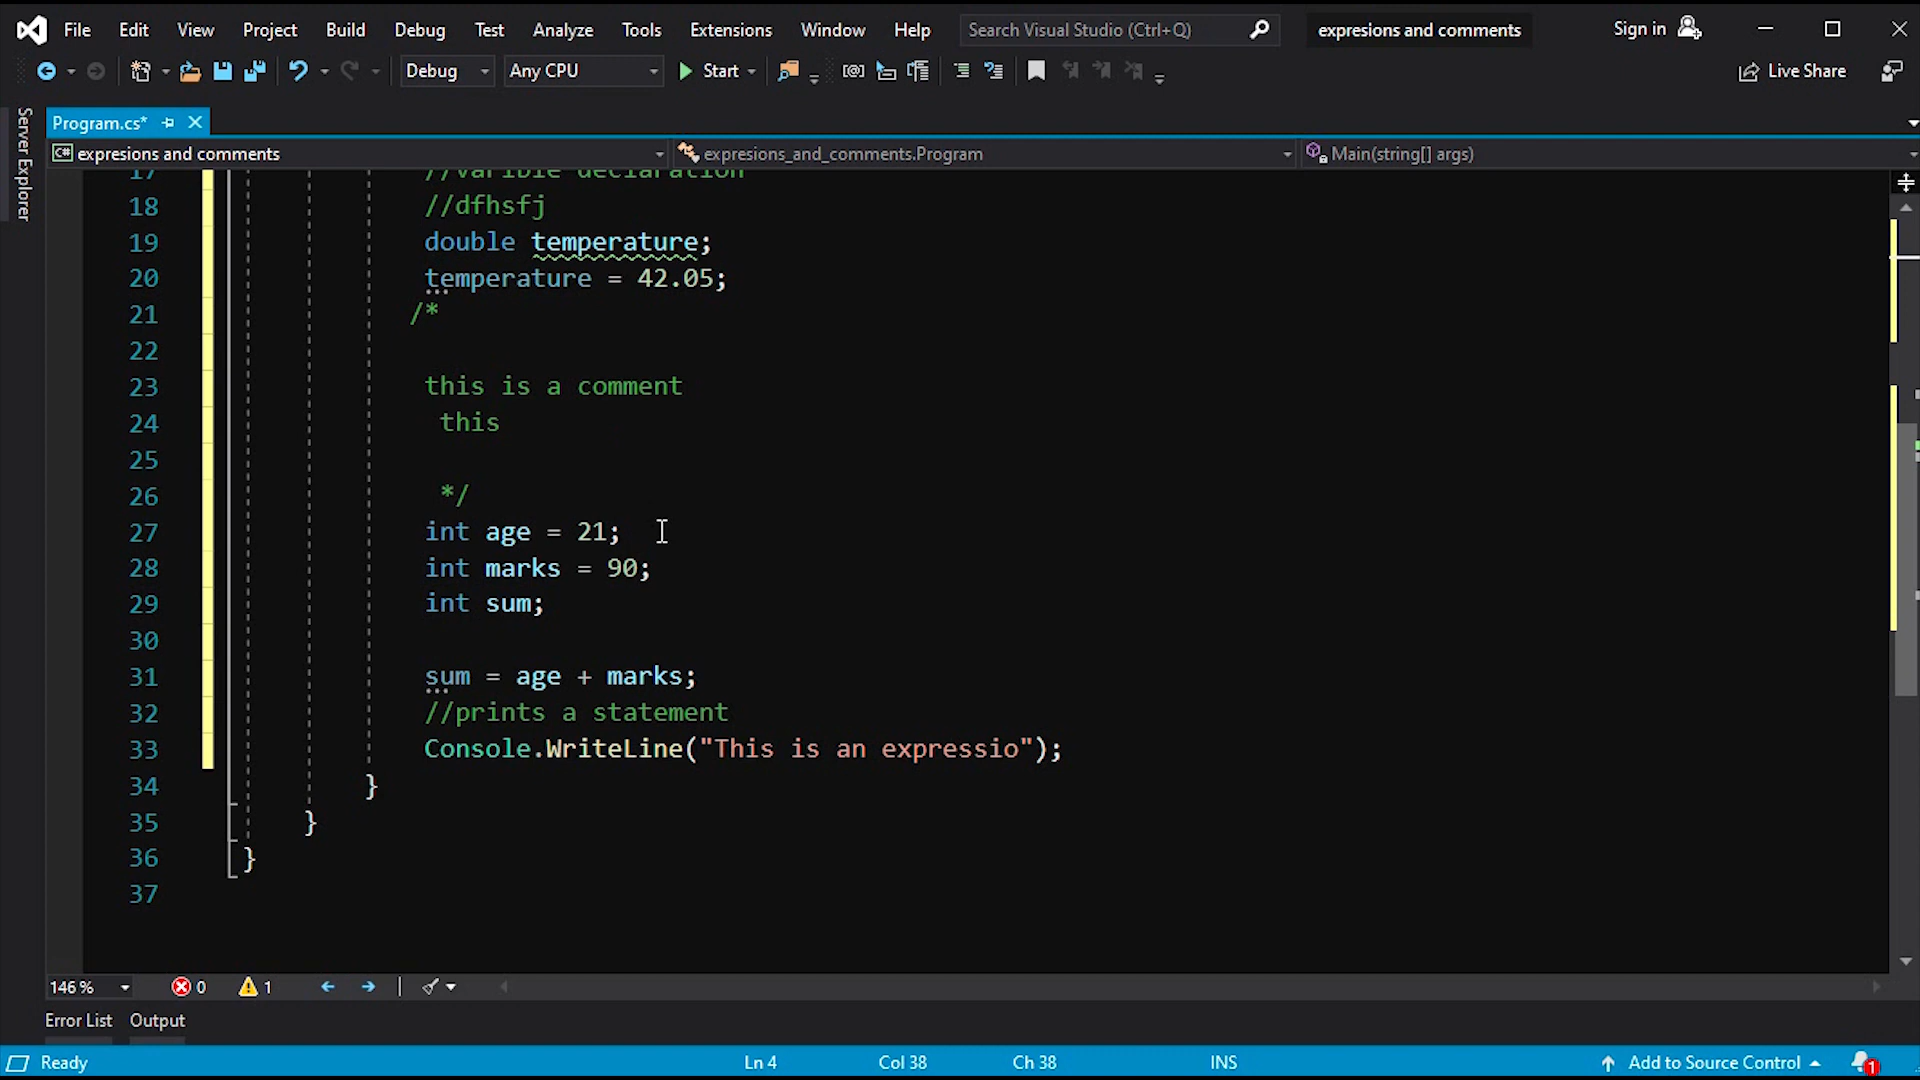 File Edit View Project Build Debug Test Analyze Tools Extensions Window Help Search Visual Studio (Ctrl+Q) expresions and comments Sign in
Debug Any CPU Start Live Share
Server Explorer
Program.cs*
C# expresions and comments expresions_and_comments.Program Main(string[] args)
17 //varible declaration
18 //dfhsfj
19 double temperature;
20 temperature = 42.05;
21 /*
22
23 this is a comment
24 this
25
26 */
27 int age = 21;
28 int marks = 90;
29 int sum;
30
31 sum = age + marks;
32 //prints a statement
33 Console.WriteLine("This is an expressio");
34 }
35 }
36 }
37
146 % 0 1
Error List Output
Ready Ln 4 Col 38 Ch 38 INS Add to Source Control 1